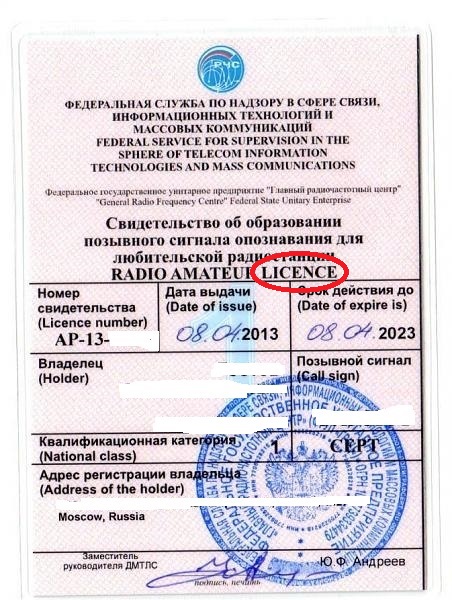 РЧС
ФЕДЕРАЛЬНАЯ СЛУЖБА ПО НАДЗОРУ В СФЕРЕ СВЯЗИ,
ИНФОРМАЦИОННЫХ ТЕХНОЛОГИЙ И
МАССОВЫХ КОММУНИКАЦИЙ
FEDERAL SERVICE FOR SUPERVISION IN THE
SPHERE OF TELECOM INFORMATION
TECHNOLOGIES AND MASS COMMUNICATIONS
Федеральное государственное унитарное предприятие "Главный радиочастотный центр"
"General Radio Frequency Centre" Federal State Unitary Enterprise
Свидетельство об образовании
позывного сигнала опознавания для
любительской радиостанции
RADIO AMATEUR LICENCE
Номер свидетельства (Licence number)
АР-13-
Дата выдачи (Date of issue)
08.04.2013
Срок действия до (Date of expire is)
08.04.2023
Владелец (Holder)
Позывной сигнал (Call sign)
Квалификационная категория (National class)
1
CEPT
Адрес регистрации владельца (Address of the holder)
Moscow, Russia
Заместитель
руководителя ДМТЛС
подпись, печать
Ю.Ф. Андреев